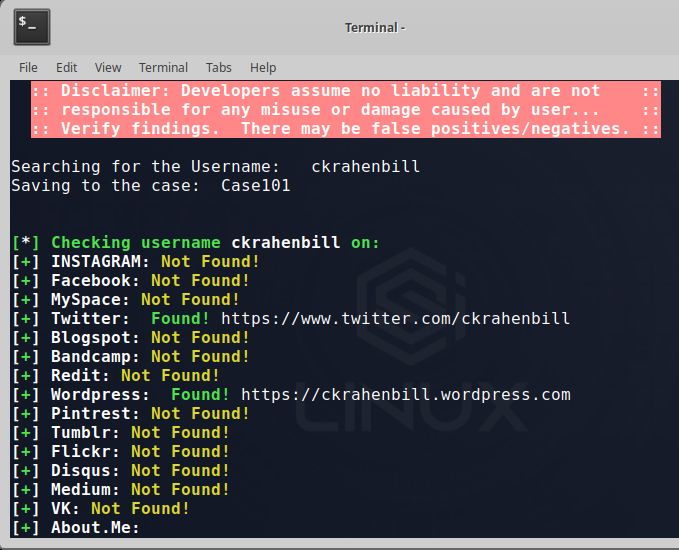 $_
Terminal -
File Edit View Terminal Tabs Help
:: Disclaimer: Developers assume no liability and are not ::
:: responsible for any misuse or damage caused by user... ::
:: Verify findings. There may be false positives/negatives. ::
Searching for the Username: ckrahenbill
Saving to the case: Case101
[*] Checking username ckrahenbill on:
[+] INSTAGRAM: Not Found!
[+] Facebook: Not Found!
[+] MySpace: Not Found!
[+] Twitter: Found! https://www.twitter.com/ckrahenbill
[+] Blogspot: Not Found!
[+] Bandcamp: Not Found!
[+] Redit: Not Found!
[+] Wordpress: Found! https://ckrahenbill.wordpress.com
[+] Pintrest: Not Found!
[+] Tumblr: Not Found!
[+] Flickr: Not Found!
[+] Disqus: Not Found!
[+] Medium: Not Found!
[+] VK: Not Found!
[+] About.Me:
LINUX